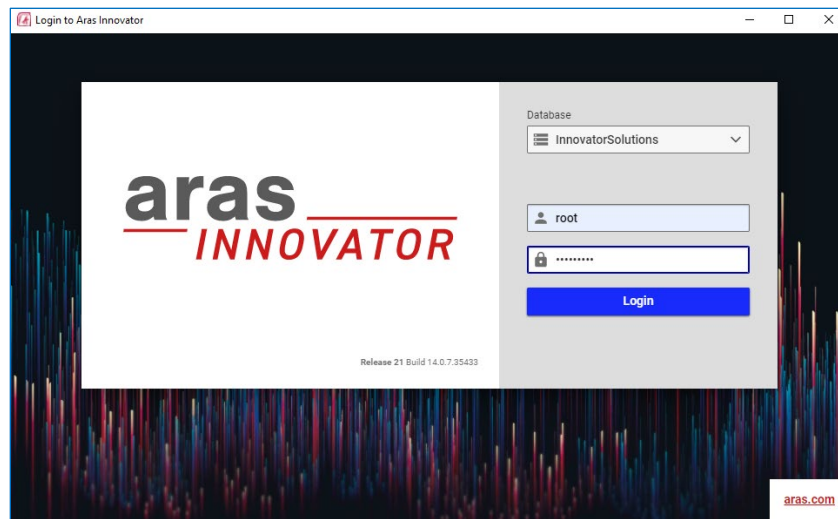 Login to Aras Innovator
aras
INNOVATOR
Release 21 Build 14.0.7.35433
Database
InnovatorSolutions
root
•••••••••
Login
aras.com